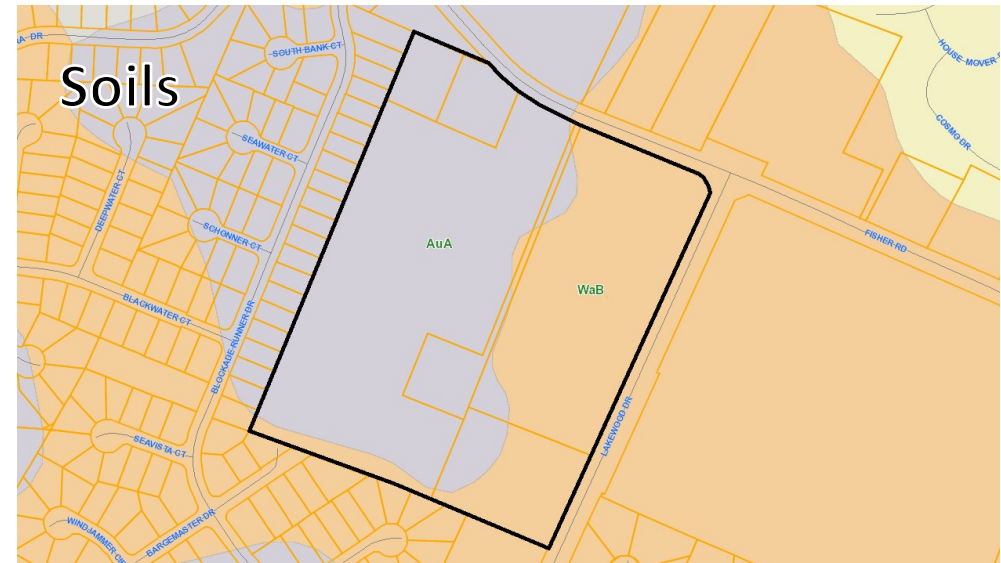 Soils
DR
SOUTH BANK CT
HOUSE-MOVER
COSMO DR
SEAWATER CT
DEEPWATER CT
SCHONNER CT
AuA
FISHER RD
WaB
BLACKWATER CT
BLOCKADE RUNNER DR
LAKEWOOD DR
SEAVISTA CT
WINDJAMMER CIR
BARGEMASTER DR